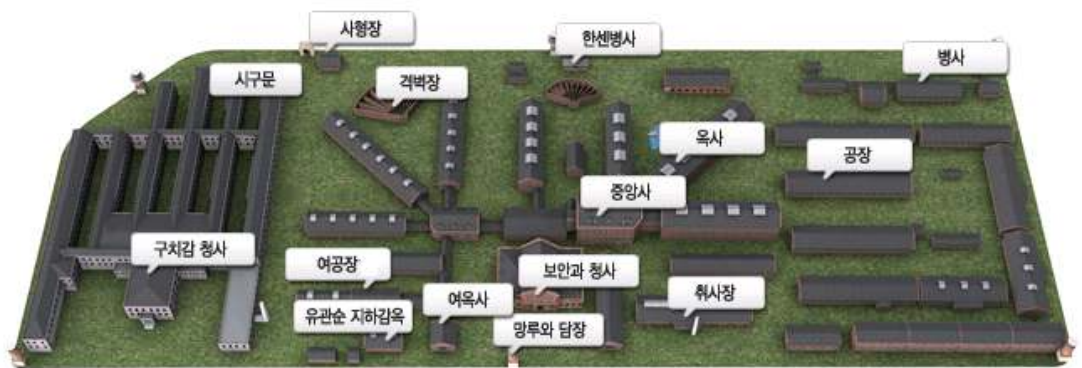 사형장
한센병사
병사
시구문
격벽장
옥사
공장
중앙사
구치감 청사
여공장
보안과 청사
취사장
유관순 지하감옥
여옥사
망루와 담장